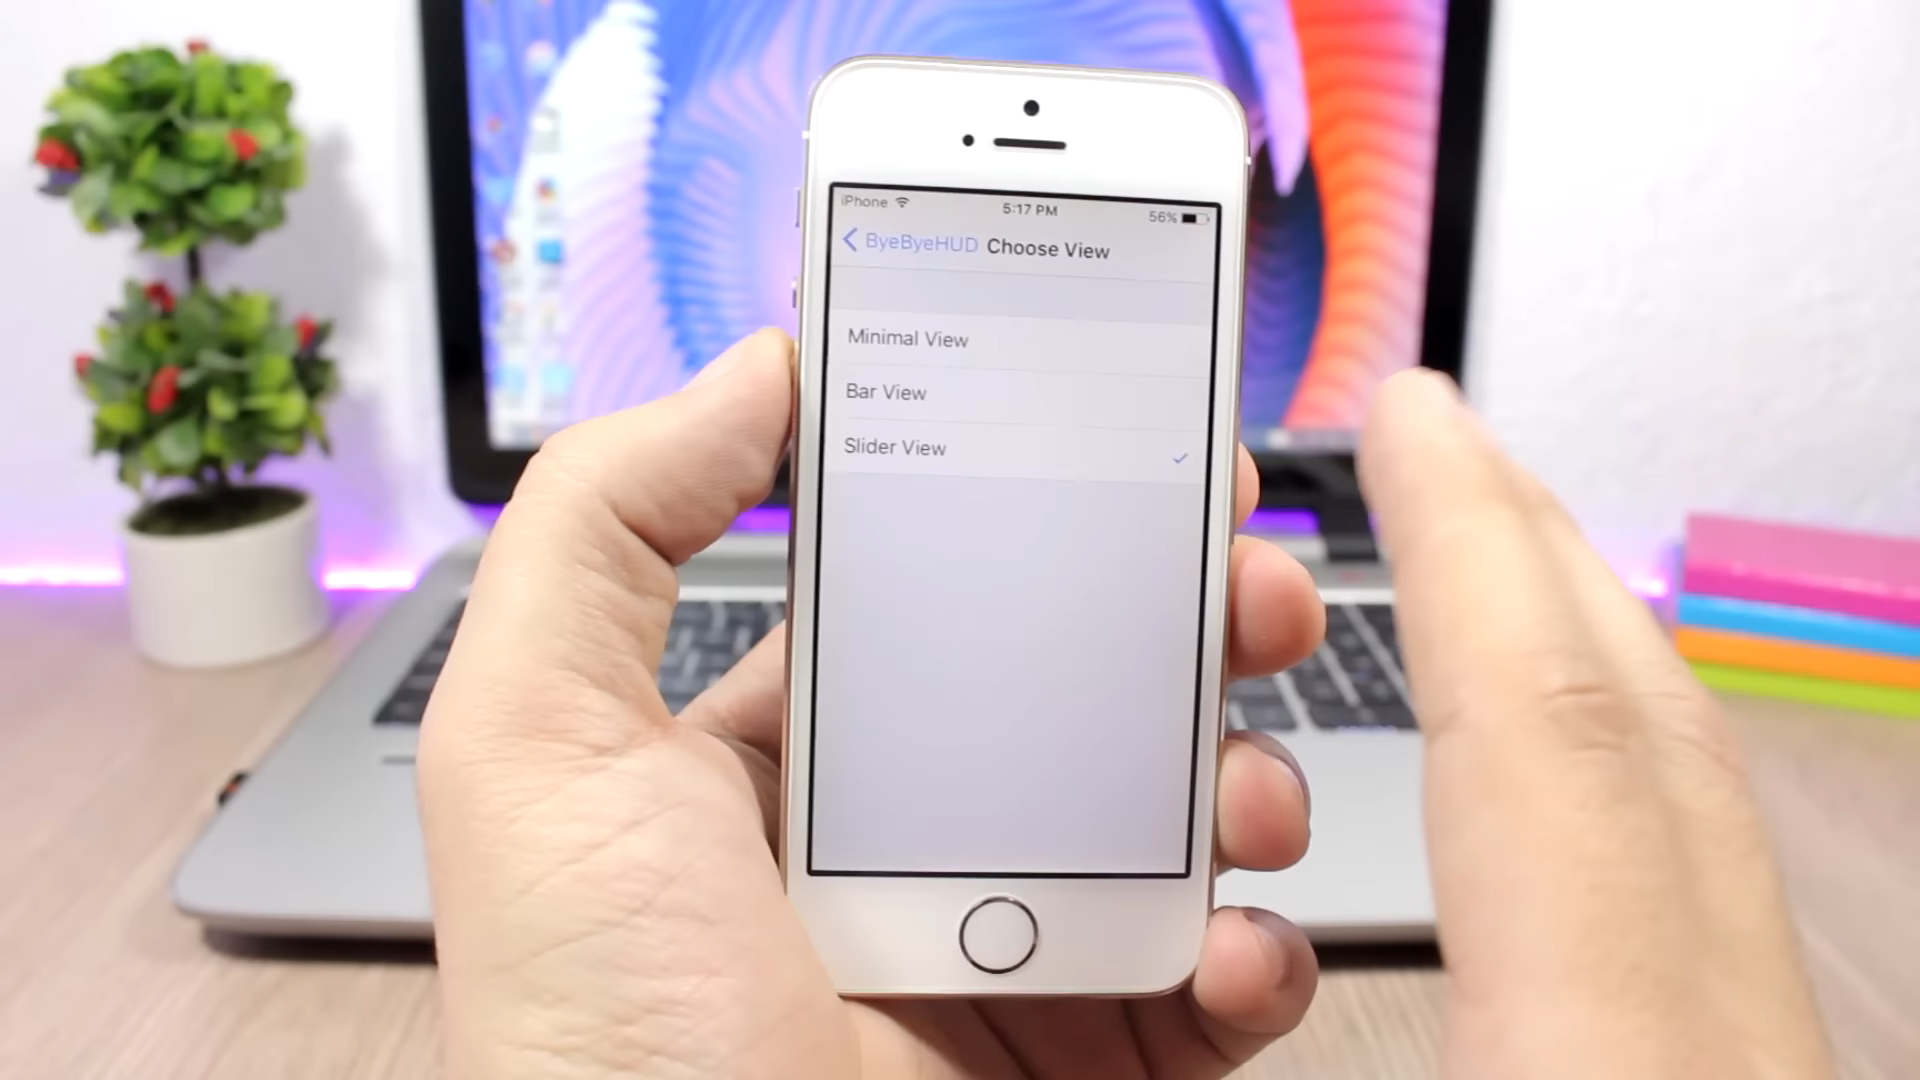 iPhone 5:17 PM 56%
ByeByeHUD Choose View
Minimal View
Bar View
Slider View